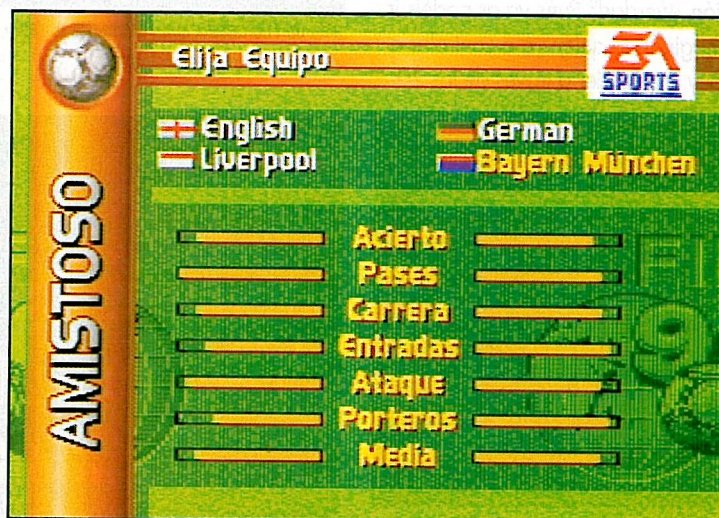 Elija Equipo
EA
SPORTS
English
German
Liverpool
Bayern München
AMISTOSO
Acierto
Pases
Carrera
Entradas
Ataque
Porteros
Media